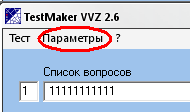 TestMaker VVZ 2.6
Тест Параметры ?
Список вопросов
1 11111111111